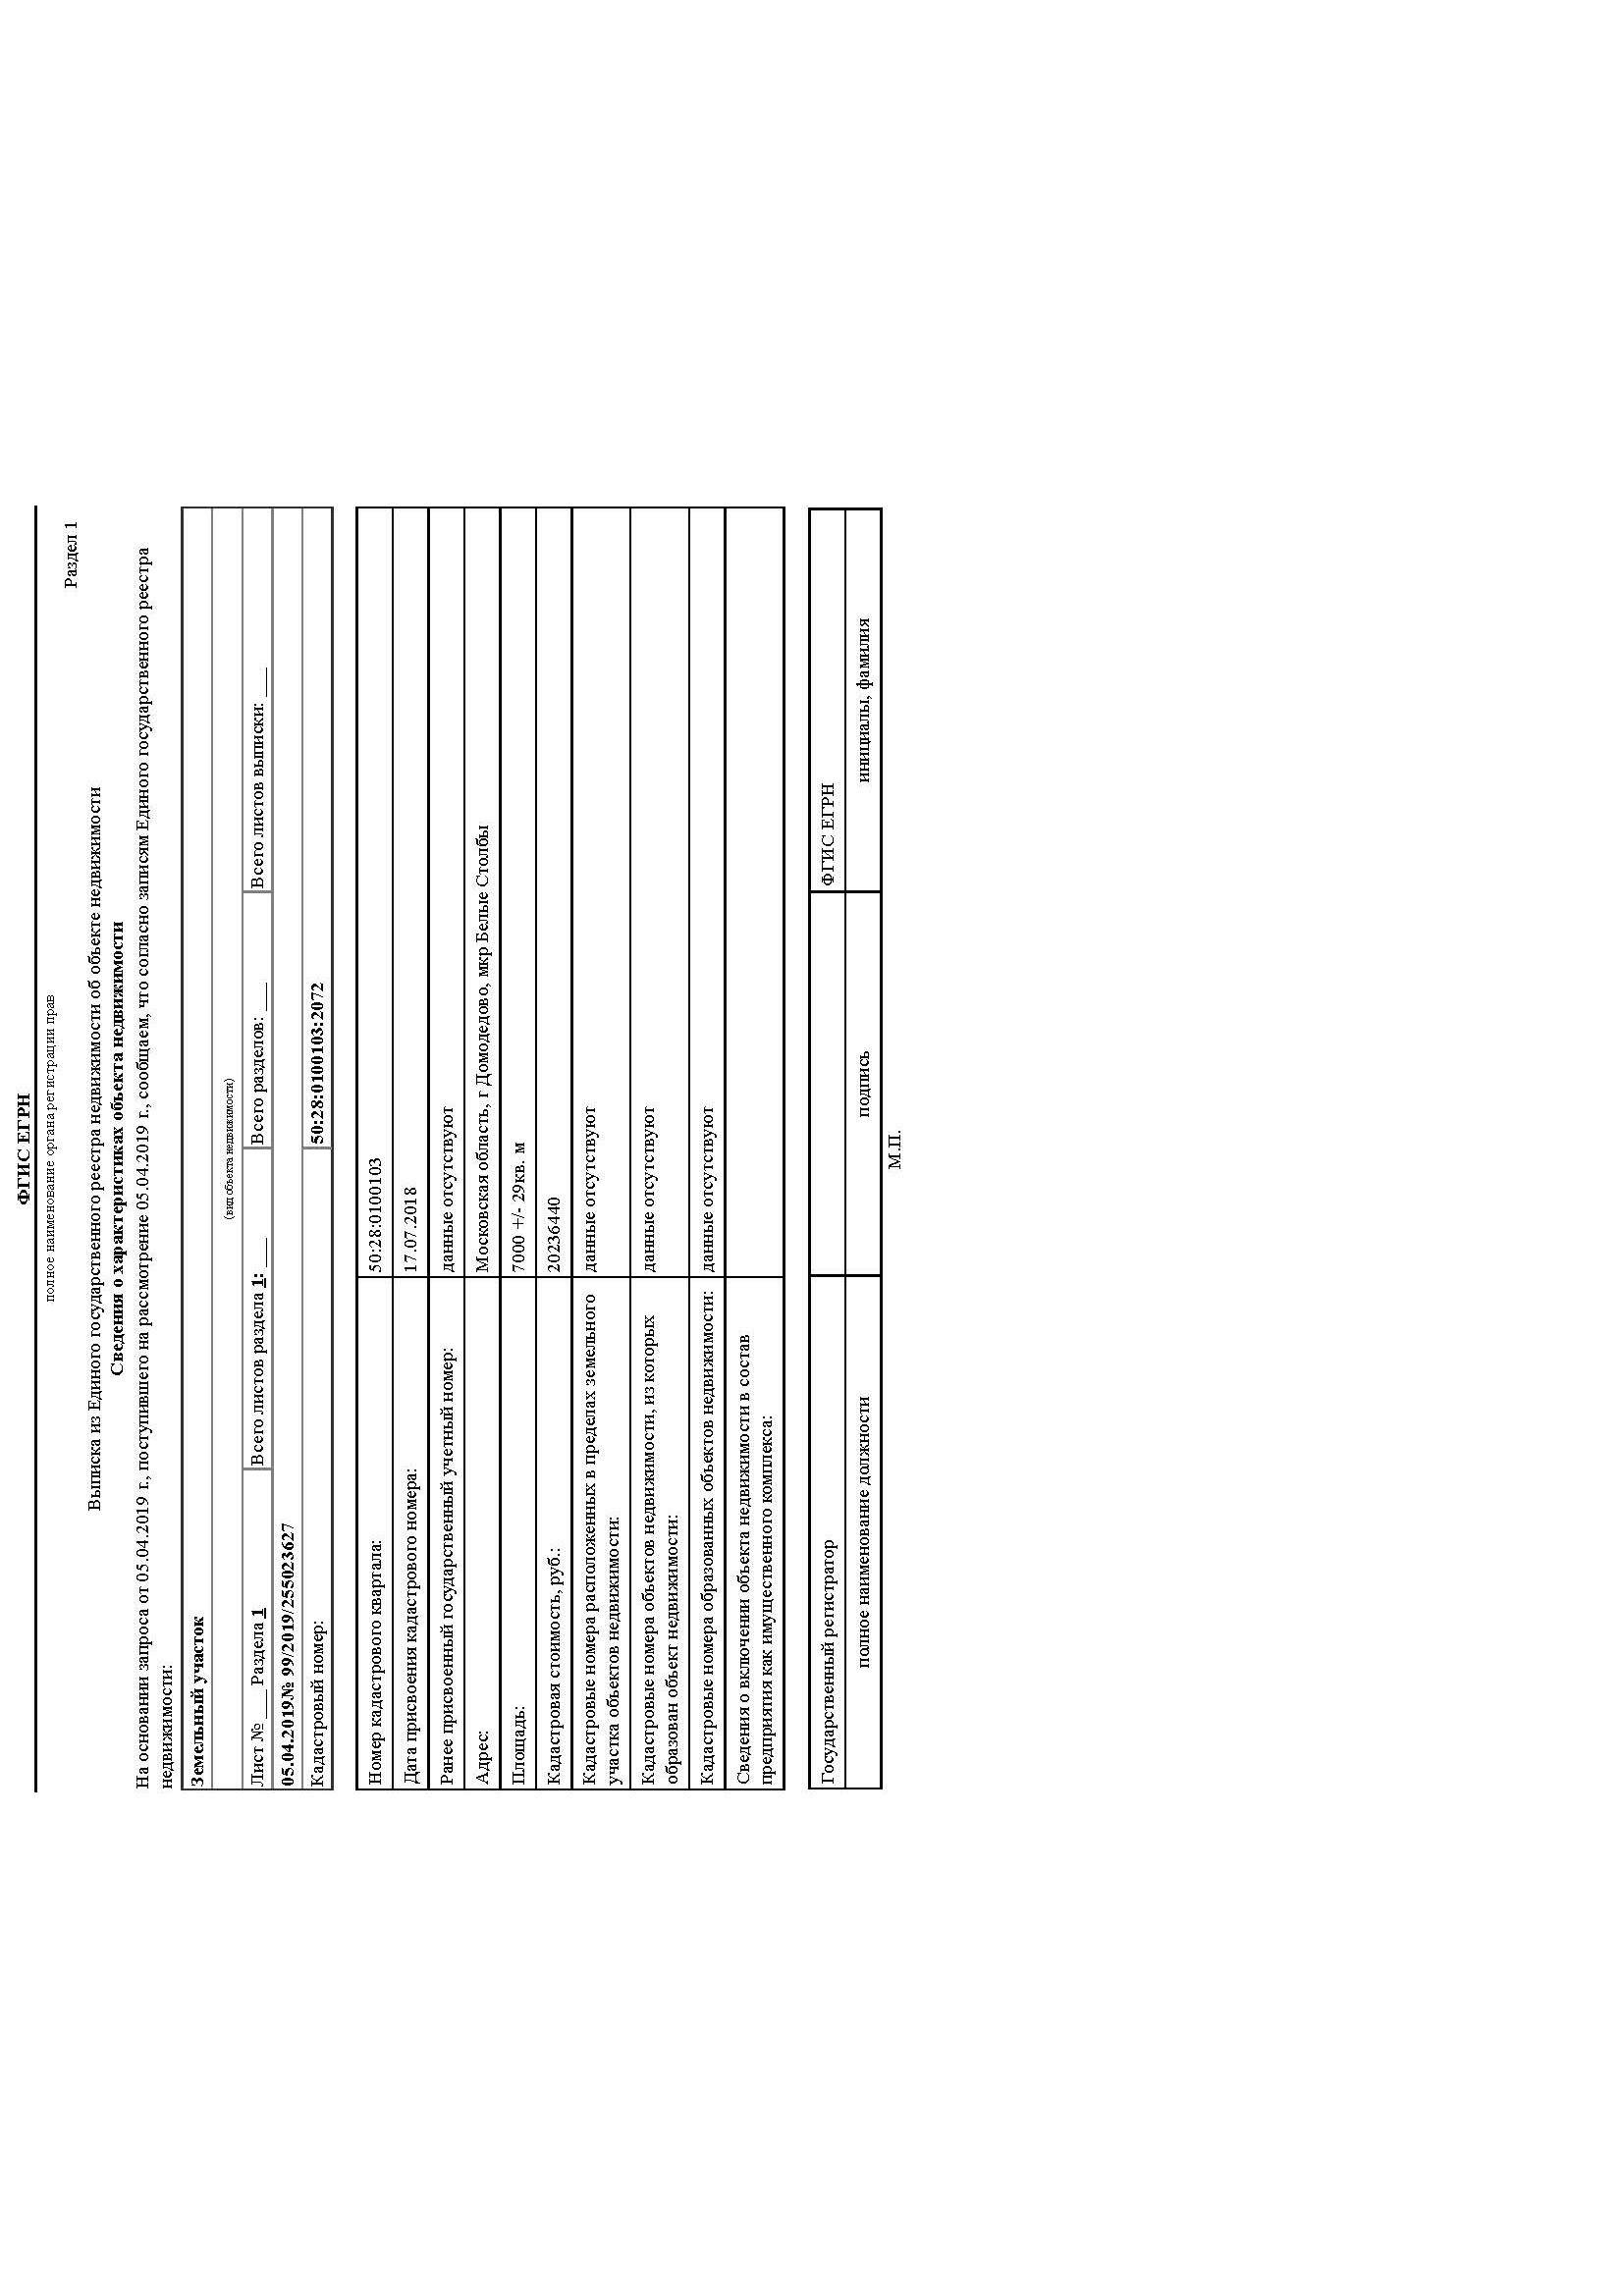 ФГИС ЕГРН
полное наименование органа регистрации прав
Раздел 1
Выписка из Единого государственного реестра недвижимости об объекте недвижимости
Сведения о характеристиках объекта недвижимости
На основании запроса от 05.04.2019 г., поступившего на рассмотрение 05.04.2019 г., сообщаем, что согласно записям Единого государственного реестра
недвижимости:
Земельный участок
(вид объекта недвижимости)
Лист № ___ Раздела 1 Всего листов раздела 1: ___ Всего разделов: ___ Всего листов выписки: ___
05.04.2019№ 99/2019/255023627
Кадастровый номер: 50:28:0100103:2072
Номер кадастрового квартала: 50:28:0100103
Дата присвоения кадастрового номера: 17.07.2018
Ранее присвоенный государственный учетный номер: данные отсутствуют
Адрес: Московская область, г Домодедово, мкр Белые Столбы
Площадь: 7000 +/- 29кв. м
Кадастровая стоимость, руб.: 20236440
Кадастровые номера расположенных в пределах земельного данные отсутствуют
участка объектов недвижимости:
Кадастровые номера объектов недвижимости, из которых данные отсутствуют
образован объект недвижимости:
Кадастровые номера образованных объектов недвижимости: данные отсутствуют
Сведения о включении объекта недвижимости в состав
предприятия как имущественного комплекса:
Государственный регистратор ФГИС ЕГРН
полное наименование должности подпись инициалы, фамилия
М.П.